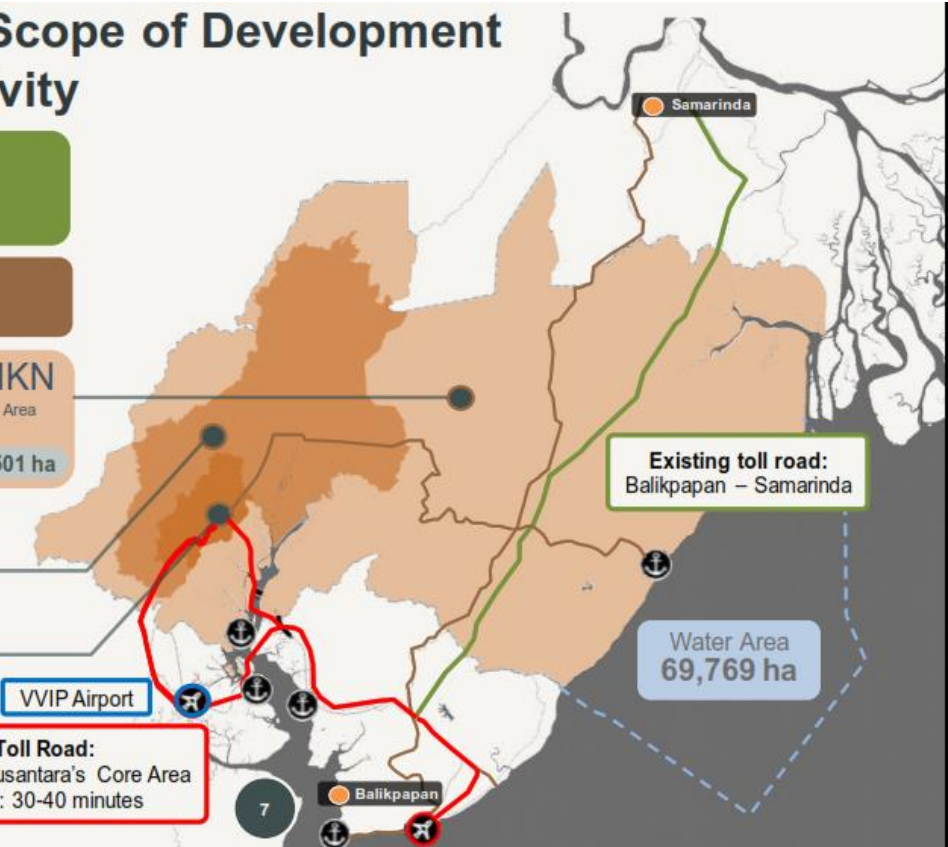 Scope of Development
vity
Samarinda
IKN
Area
501 ha
Existing toll road:
Balikpapan – Samarinda
Water Area
69,769 ha
VVIP Airport
Toll Road:
usantara's Core Area
: 30-40 minutes
7
Balikpapan